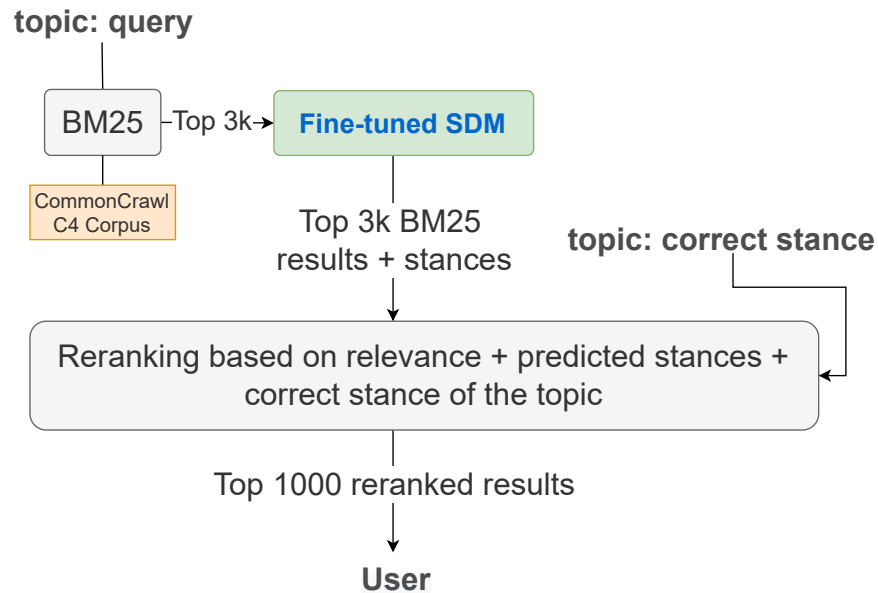 topic: query
BM25
Top 3k
Fine-tuned SDM
CommonCrawl
C4 Corpus
Top 3k BM25
results + stances
topic: correct stance
Reranking based on relevance + predicted stances +
correct stance of the topic
Top 1000 reranked results
User